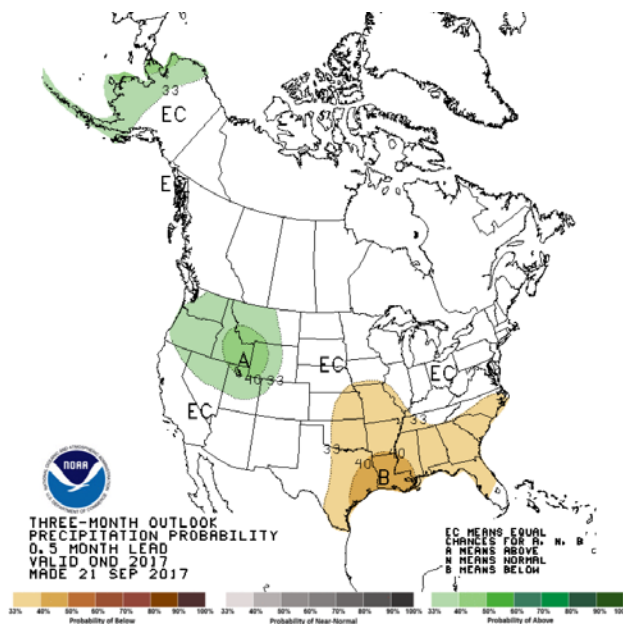 33
EC
EC
A
EC
EC
40
33
EC
33
33
40
40
B
NOAA
THREE-MONTH OUTLOOK
PRECIPITATION PROBABILITY
0.5 MONTH LEAD
VALID OND 2017
MADE 21 SEP 2017
EC MEANS EQUAL
CHANCES FOR A, N, B
A MEANS ABOVE
N MEANS NORMAL
B MEANS BELOW
33% 40% 50% 60% 70% 80% 90% 100%
Probability of Below
33% 40% 50% 60% 70% 80% 90% 100%
Probability of Near-Normal
33% 40% 50% 60% 70% 80% 90% 100%
Probability of Above